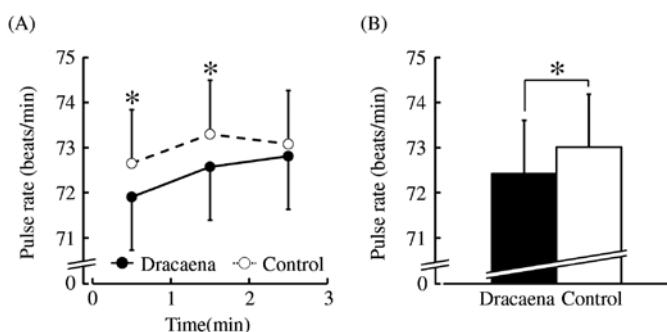 (A)
Pulse rate (beats/min)
75
74
73
72
71
0
*
*
Dracaena
Control
0
1
2
3
Time(min)
(B)
Pulse rate (beats/min)
75
74
73
72
71
0
*
Dracaena Control